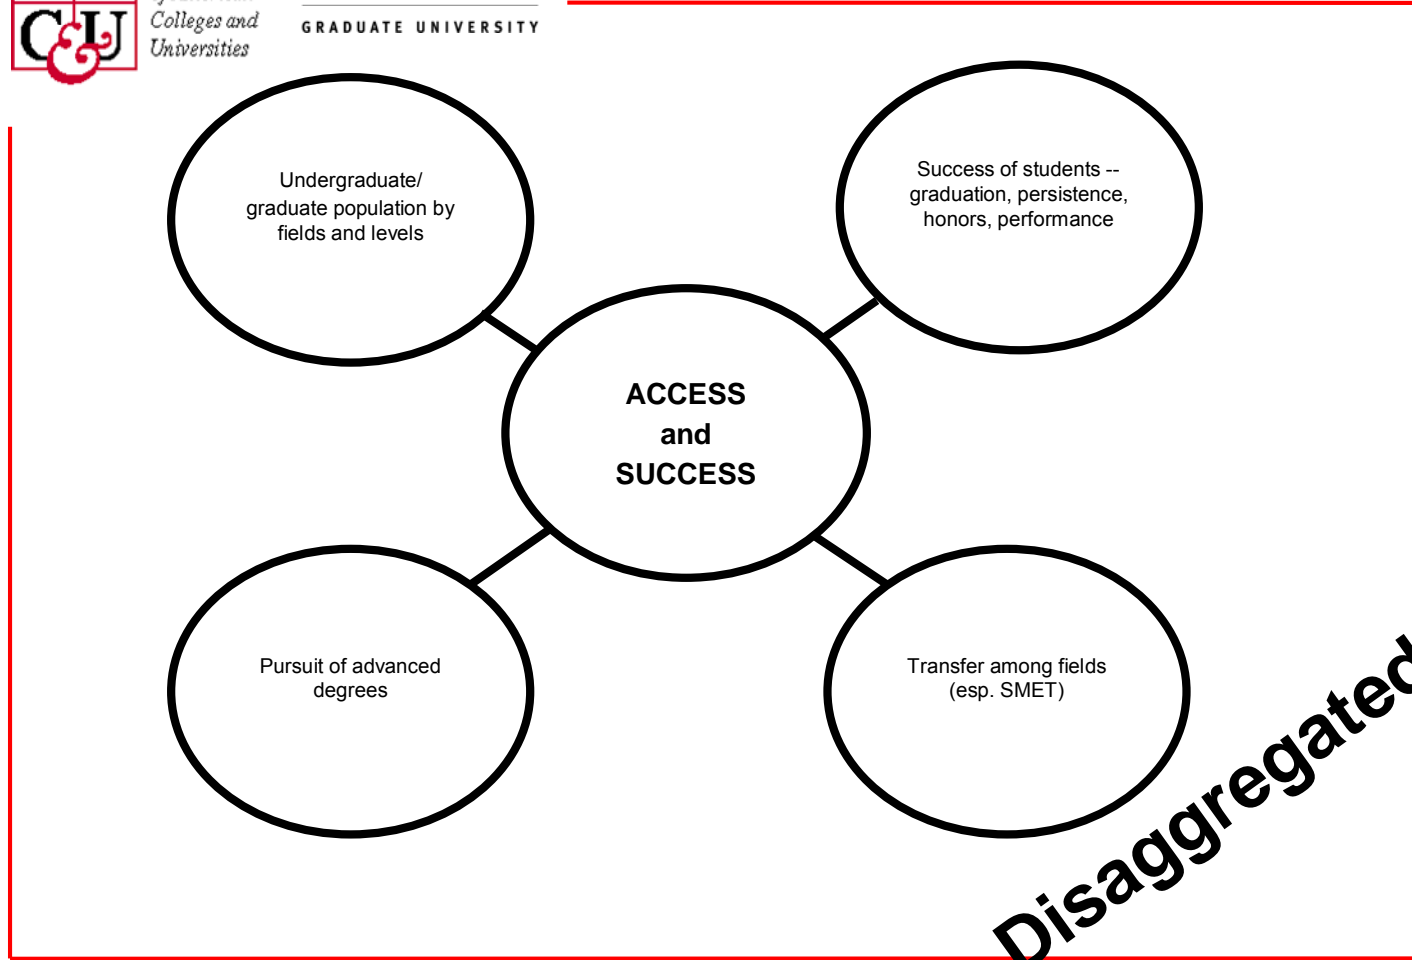 C&U
Colleges and
Universities
GRADUATE UNIVERSITY
Undergraduate/
graduate population by
fields and levels
Success of students --
graduation, persistence,
honors, performance
ACCESS
and
SUCCESS
Pursuit of advanced
degrees
Transfer among fields
(esp. SMET)
Disaggregated